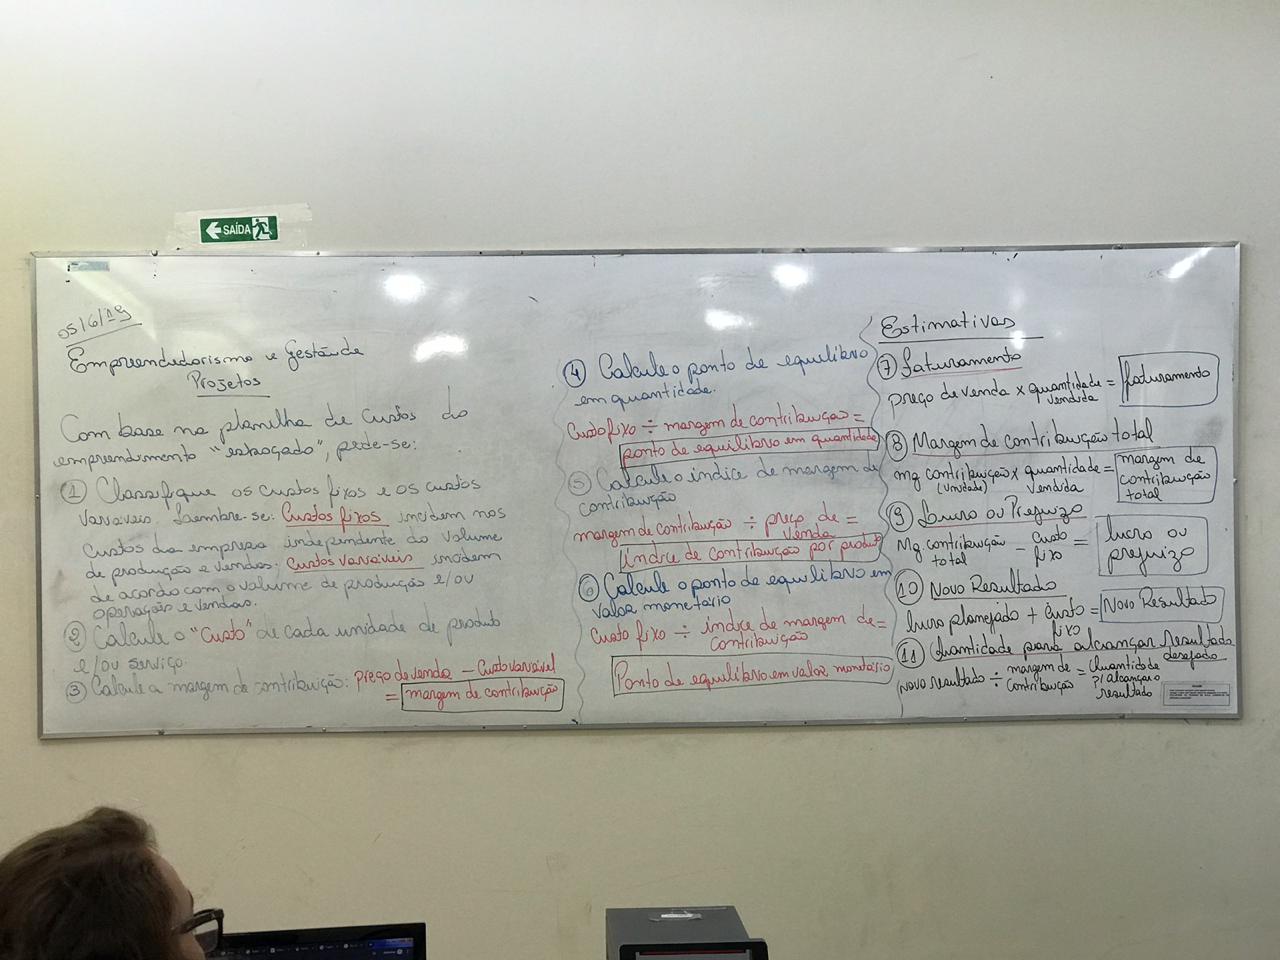 SAÍDA
05/6/19
Empreendedorismo e Gestão de
Projetos
Com base na planilha de custos do
empreendimento "esboçado", pede-se:
① Classifique os custos fixos e os custos
variáveis. Lembre-se: Custos fixos incidem nos
custos da empresa independente do volume
de produção e vendas. Custos variáveis incidem
de acordo com o volume de produção e/ou
operação e vendas.
② Calcule o "Custo" de cada unidade de produto
e/ou serviço.
③ Calcule a margem de contribuição: preço de venda - Custo variável
= margem de contribuição
④ Calcule o ponto de equilíbrio
em quantidade.
Custo fixo ÷ margem de contribuição =
ponto de equilíbrio em quantidade
⑤ Calcule o índice de margem de
contribuição
margem de contribuição ÷ preço de venda =
índice de contribuição por produto
⑥ Calcule o ponto de equilíbrio em
valor monetário
Custo fixo ÷ índice de margem de contribuição =
Ponto de equilíbrio em valor monetário
Estimativas
⑦ faturamento
preço de venda x quantidade vendida = faturamento
⑧ Margem de contribuição total
mg contribuição (unidade) x quantidade vendida = margem de contribuição total
⑨ Lucro ou Prejuízo
Mg. contribuição total - custo fixo = lucro ou prejuízo
⑩ Novo Resultado
lucro planejado + custo fixo = Novo Resultado
⑪ Quantidade para alcançar resultado desejado
novo resultado ÷ margem de contribuição = Quantidade p/ alcançar o resultado